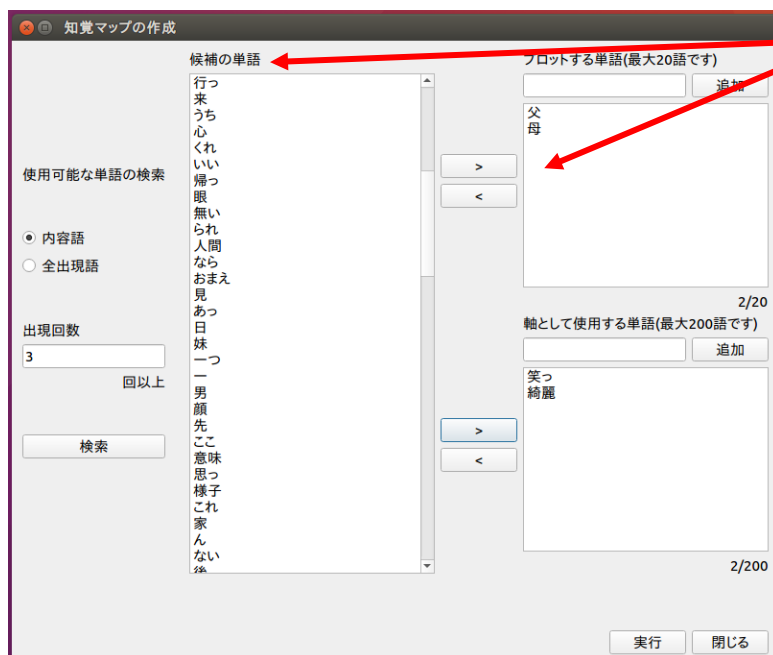 知覚マップの作成
候補の単語
行っ
来
うち
心
くれ
いい
帰っ
眼
無い
られ
人間
なら
おまえ
見
あっ
日
妹
一つ
一
男
顔
先
ここ
意味
思っ
様子
これ
家
ん
ない
後
使用可能な単語の検索
内容語
全出現語
出現回数
3
回以上
検索
>
<
>
<
プロットする単語(最大20語です)
追加
父
母
2/20
軸として使用する単語(最大200語です)
追加
笑っ
綺麗
2/200
実行
閉じる